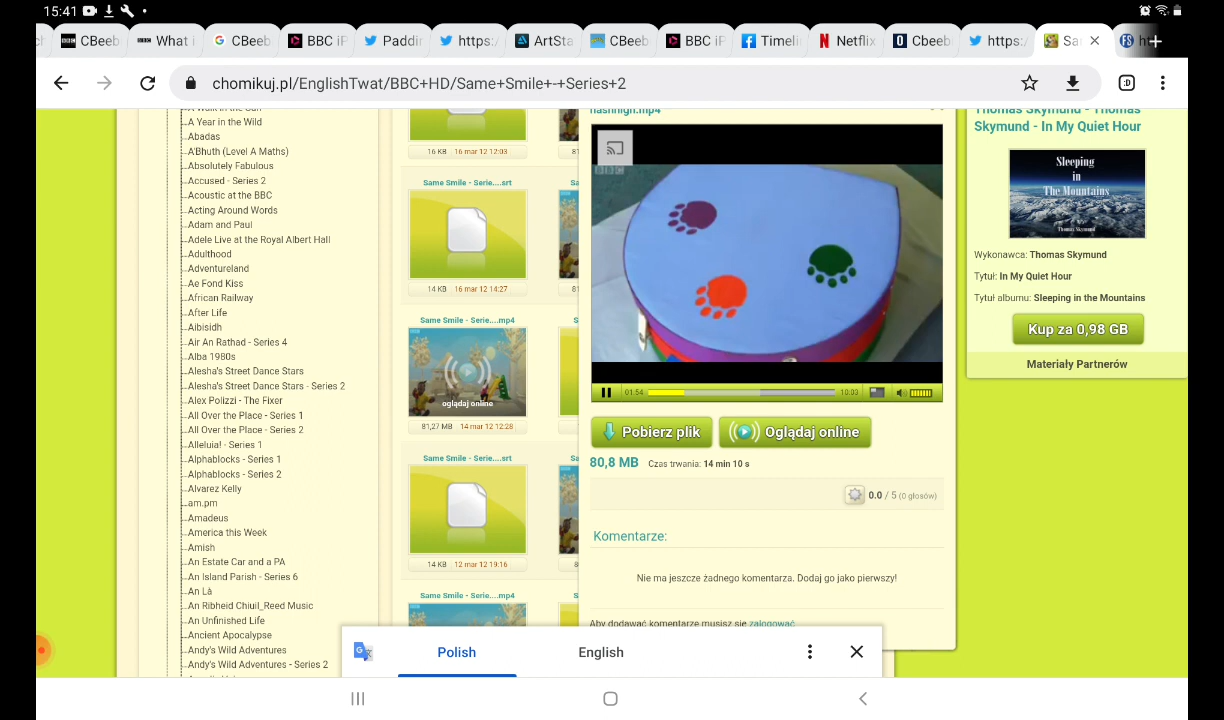 15:41
CBeeb
What i
CBeeb
BBC iP
Paddir
https:/
ArtSta
CBeeb
BBC iP
Timeli
Netflix
Cbeeb
https:/
Sa
chomikuj.pl/EnglishTwat/BBC+HD/Same+Smile+-+Series+2
A Year in the Wild
Abadas
A'Bhuth (Level A Maths)
Absolutely Fabulous
Accused - Series 2
Acoustic at the BBC
Acting Around Words
Adam and Paul
Adele Live at the Royal Albert Hall
Adulthood
Adventureland
Ae Fond Kiss
African Railway
After Life
Aibisidh
Air An Rathad - Series 4
Alba 1980s
Alesha's Street Dance Stars
Alesha's Street Dance Stars - Series 2
Alex Polizzi - The Fixer
All Over the Place - Series 1
All Over the Place - Series 2
Alleluia! - Series 1
Alphablocks - Series 1
Alphablocks - Series 2
Alvarez Kelly
am.pm
Amadeus
America this Week
Amish
An Estate Car and a PA
An Island Parish - Series 6
An Là
An Ribheid Chiuil_Reed Music
An Unfinished Life
Ancient Apocalypse
Andy's Wild Adventures
Andy's Wild Adventures - Series 2
16 KB 16 mar 12 12:03
Same Smile - Serie....srt
14 KB 16 mar 12 14:27
Same Smile - Serie....mp4
oglądaj online
81,27 MB 14 mar 12 12:28
Same Smile - Serie....srt
14 KB 12 mar 12 19:16
Same Smile - Serie....mp4
flashhigh.mp4
BBC
01:54
10:03
Pobierz plik
Oglądaj online
80,8 MB Czas trwania: 14 min 10 s
0.0 / 5 (0 głosów)
Komentarze:
Nie ma jeszcze żadnego komentarza. Dodaj go jako pierwszy!
Aby dodawać komentarze musisz się zalogować
Thomas Skymund - Thomas
Skymund - In My Quiet Hour
Sleeping
in
The Mountains
Thomas Skymund
Wykonawca: Thomas Skymund
Tytuł: In My Quiet Hour
Tytuł albumu: Sleeping in the Mountains
Kup za 0,98 GB
Materiały Partnerów
Polish
English